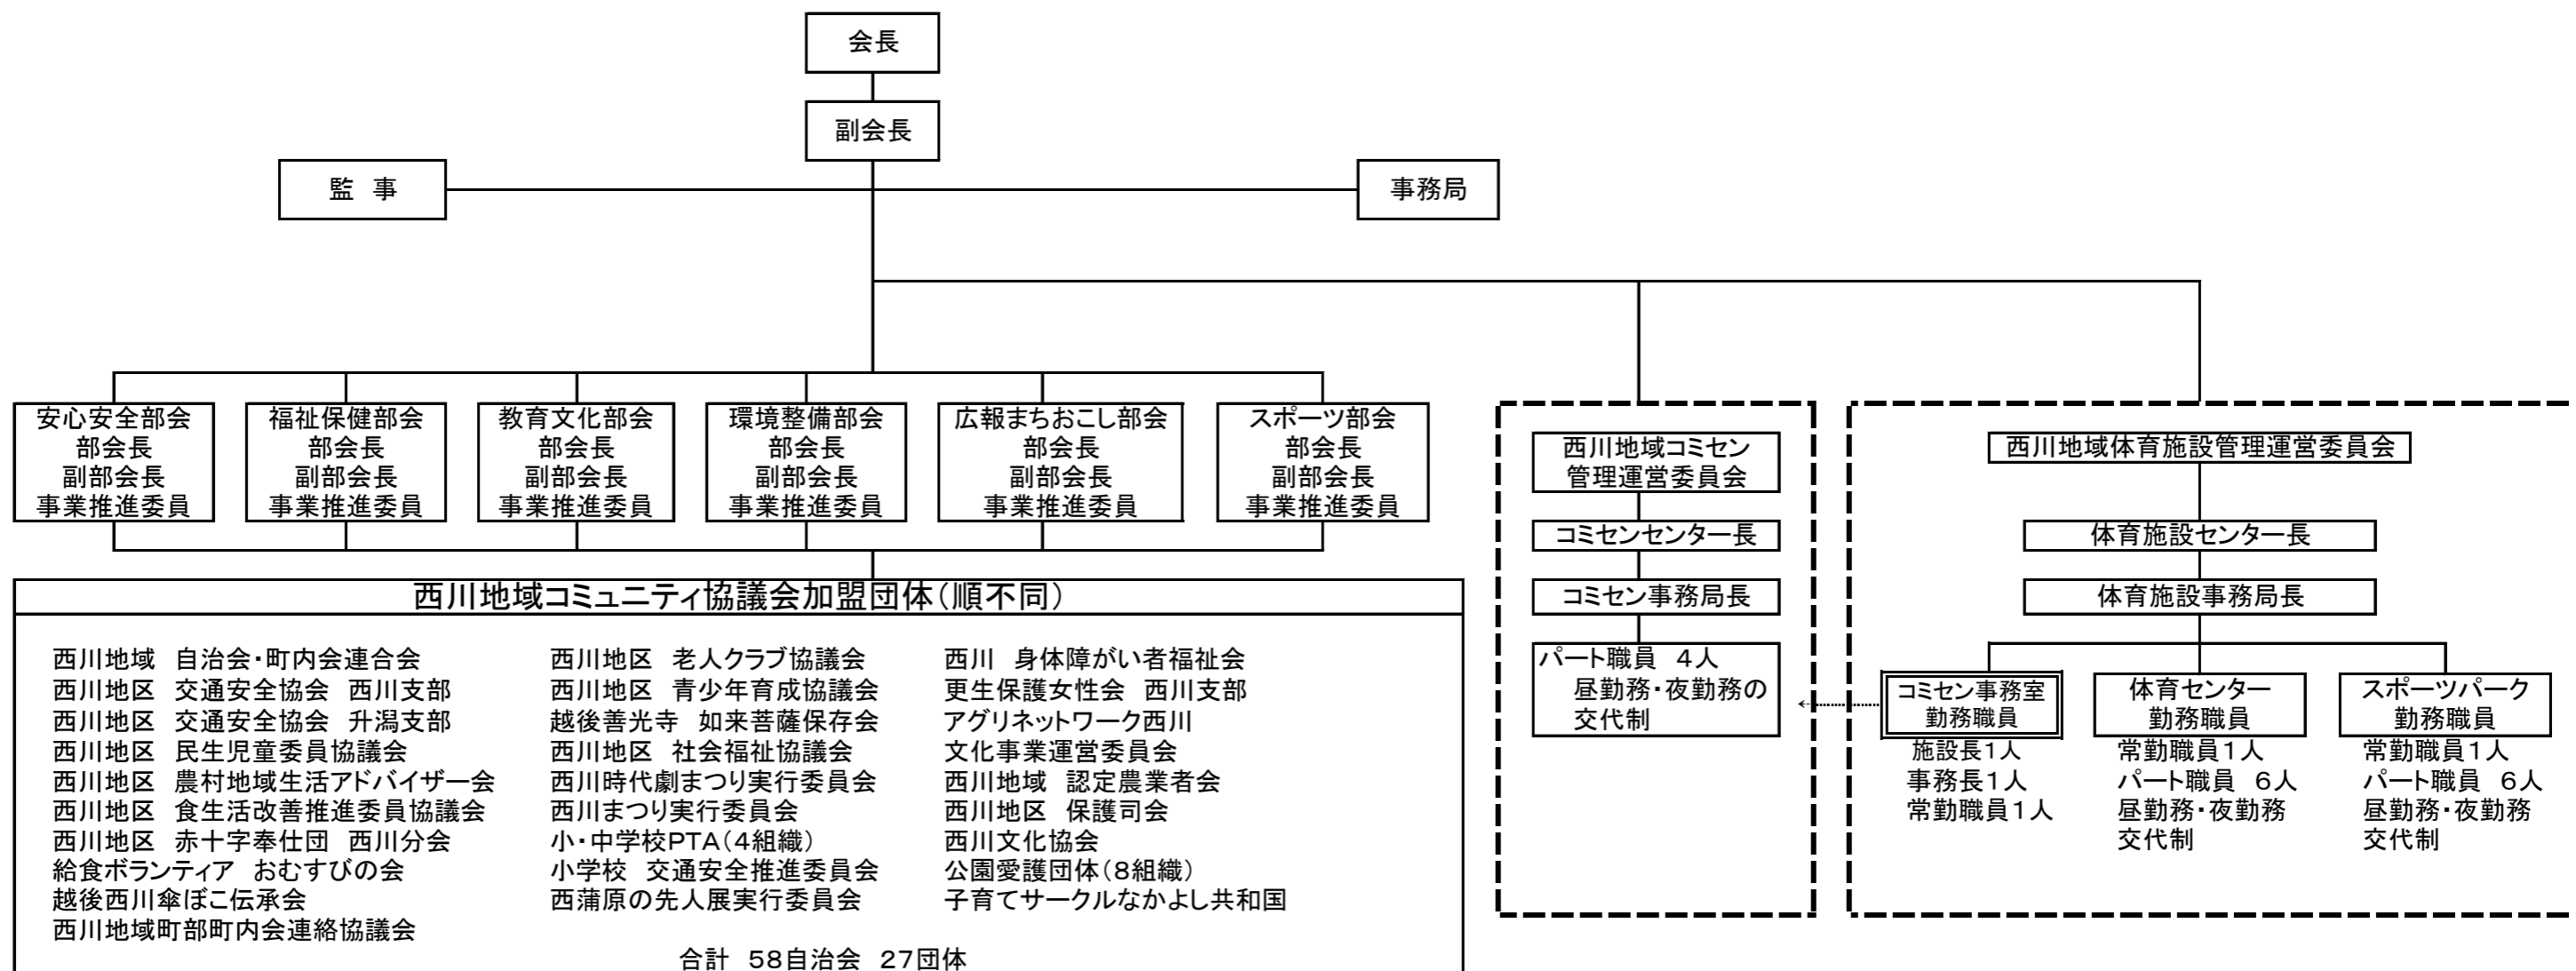 会長
副会長
監　事
事務局
安心安全部会
部会長
副部会長
事業推進委員
福祉保健部会
部会長
副部会長
事業推進委員
教育文化部会
部会長
副部会長
事業推進委員
環境整備部会
部会長
副部会長
事業推進委員
広報まちおこし部会
部会長
副部会長
事業推進委員
スポーツ部会
部会長
副部会長
事業推進委員
西川地域コミュニティ協議会加盟団体（順不同）
西川地域　自治会・町内会連合会
西川地区　交通安全協会　西川支部
西川地区　交通安全協会　升潟支部
西川地区　民生児童委員協議会
西川地区　農村地域生活アドバイザー会
西川地区　食生活改善推進委員協議会
西川地区　赤十字奉仕団　西川分会
給食ボランティア　おむすびの会
越後西川傘ぼこ伝承会
西川地域町部町内会連絡協議会
西川地区　老人クラブ協議会
西川地区　青少年育成協議会
越後善光寺　如来菩薩保存会
西川地区　社会福祉協議会
西川時代劇まつり実行委員会
西川まつり実行委員会
小・中学校PTA（4組織）
小学校　交通安全推進委員会
西蒲原の先人展実行委員会
西川　身体障がい者福祉会
更生保護女性会　西川支部
アグリネットワーク西川
文化事業運営委員会
西川地域　認定農業者会
西川地区　保護司会
西川文化協会
公園愛護団体（8組織）
子育てサークルなかよし共和国
合計　58自治会　27団体
西川地域コミセン
管理運営委員会
コミセンセンター長
コミセン事務局長
パート職員　4人
昼勤務・夜勤務の
交代制
西川地域体育施設管理運営委員会
体育施設センター長
体育施設事務局長
コミセン事務室
勤務職員
施設長1人
事務長1人
常勤職員1人
体育センター
勤務職員
常勤職員1人
パート職員　6人
昼勤務・夜勤務
交代制
スポーツパーク
勤務職員
常勤職員1人
パート職員　6人
昼勤務・夜勤務
交代制